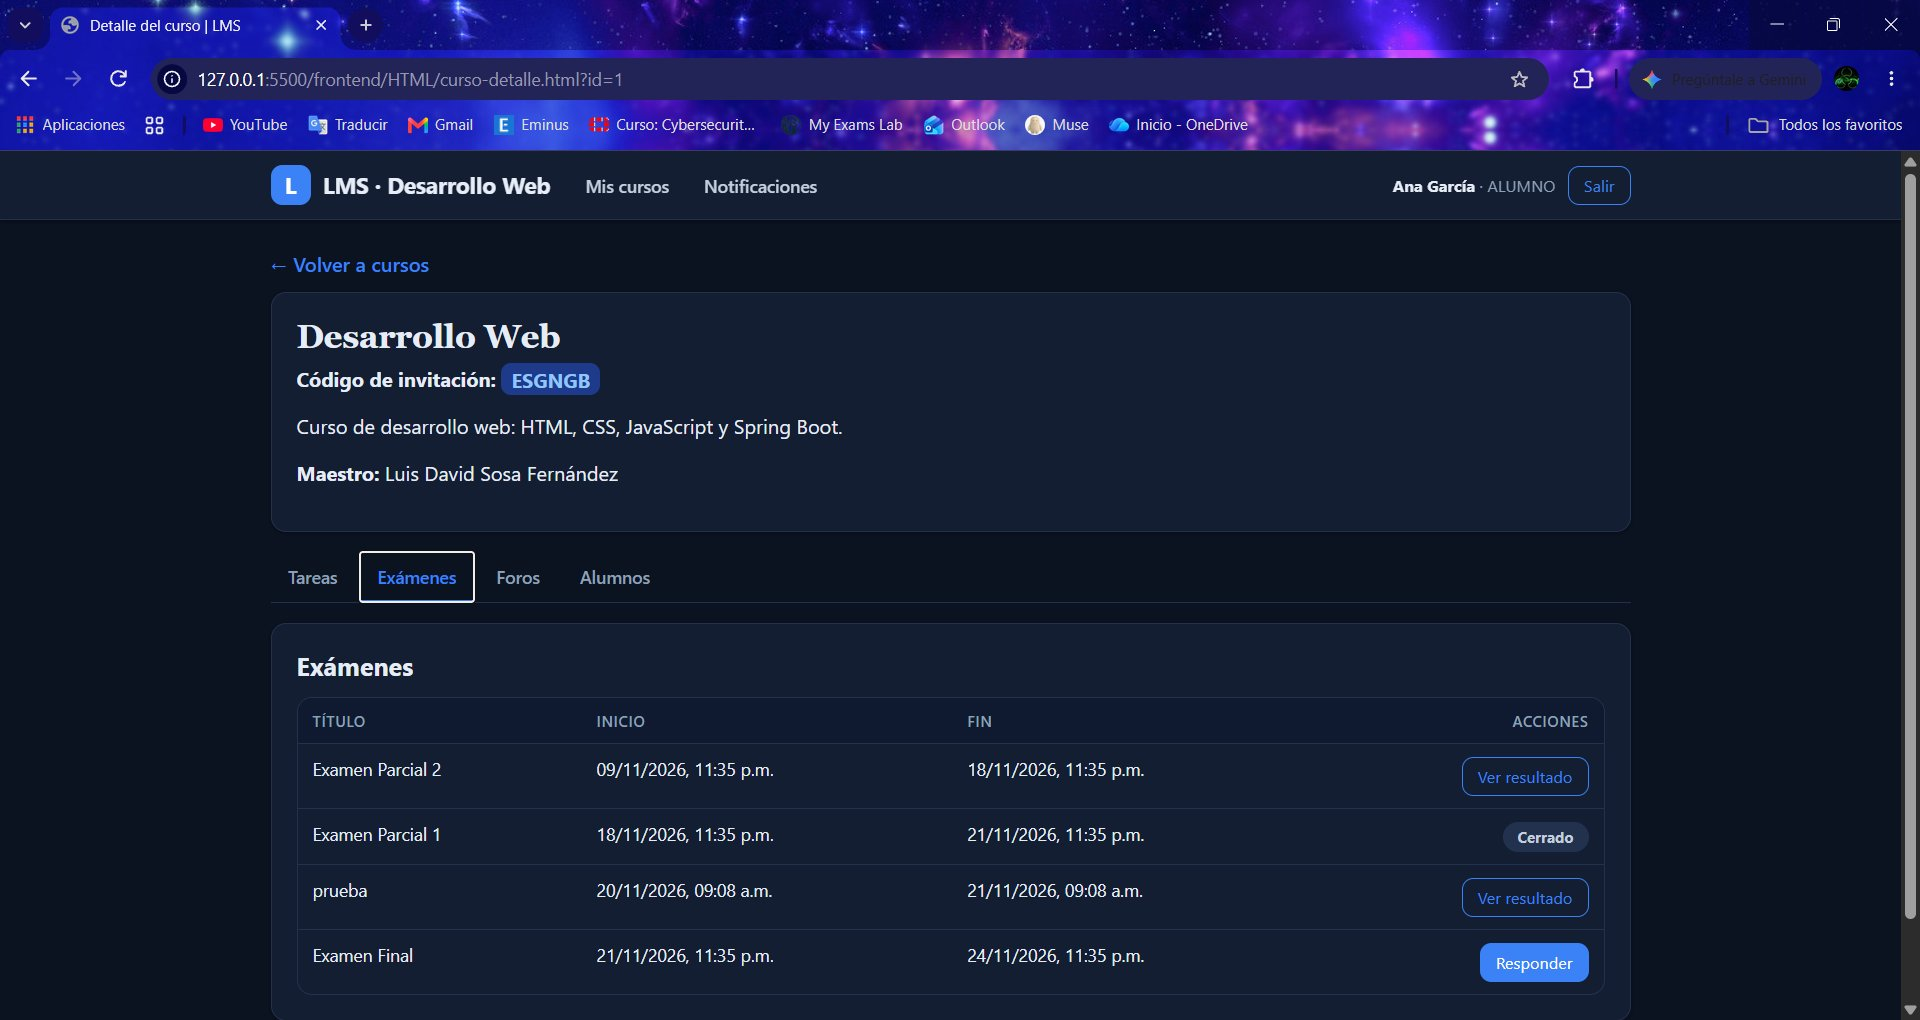 Detalle del curso | LMS
127.0.0.1:5500/frontend/HTML/curso-detalle.html?id=1
Pregúntale a Gemini
Aplicaciones YouTube Traducir Gmail Eminus Curso: Cybersecurit... My Exams Lab Outlook Muse Inicio - OneDrive Todos los favoritos
L LMS · Desarrollo Web Mis cursos Notificaciones Ana García · ALUMNO Salir
← Volver a cursos
Desarrollo Web
Código de invitación: ESGNGB
Curso de desarrollo web: HTML, CSS, JavaScript y Spring Boot.
Maestro: Luis David Sosa Fernández
Tareas Exámenes Foros Alumnos
Exámenes
TÍTULO INICIO FIN ACCIONES
Examen Parcial 2 09/11/2026, 11:35 p.m. 18/11/2026, 11:35 p.m. Ver resultado
Examen Parcial 1 18/11/2026, 11:35 p.m. 21/11/2026, 11:35 p.m. Cerrado
prueba 20/11/2026, 09:08 a.m. 21/11/2026, 09:08 a.m. Ver resultado
Examen Final 21/11/2026, 11:35 p.m. 24/11/2026, 11:35 p.m. Responder